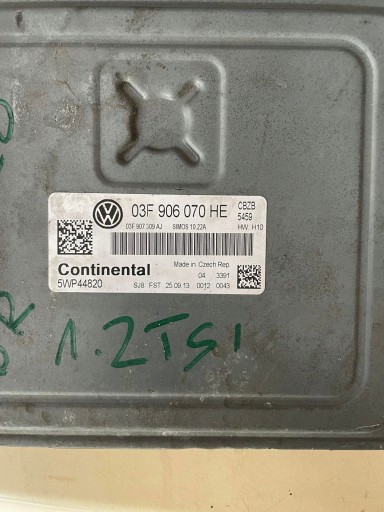 03F 906 070 HE
CBZB
5459
03F 907 309 AJ SIMOS 10.22A
HW: H10
Continental
5WP44820
Made in Czech Rep.
04 3391
SJ8 FST 25.09.13 0012 0043
1.2TSI